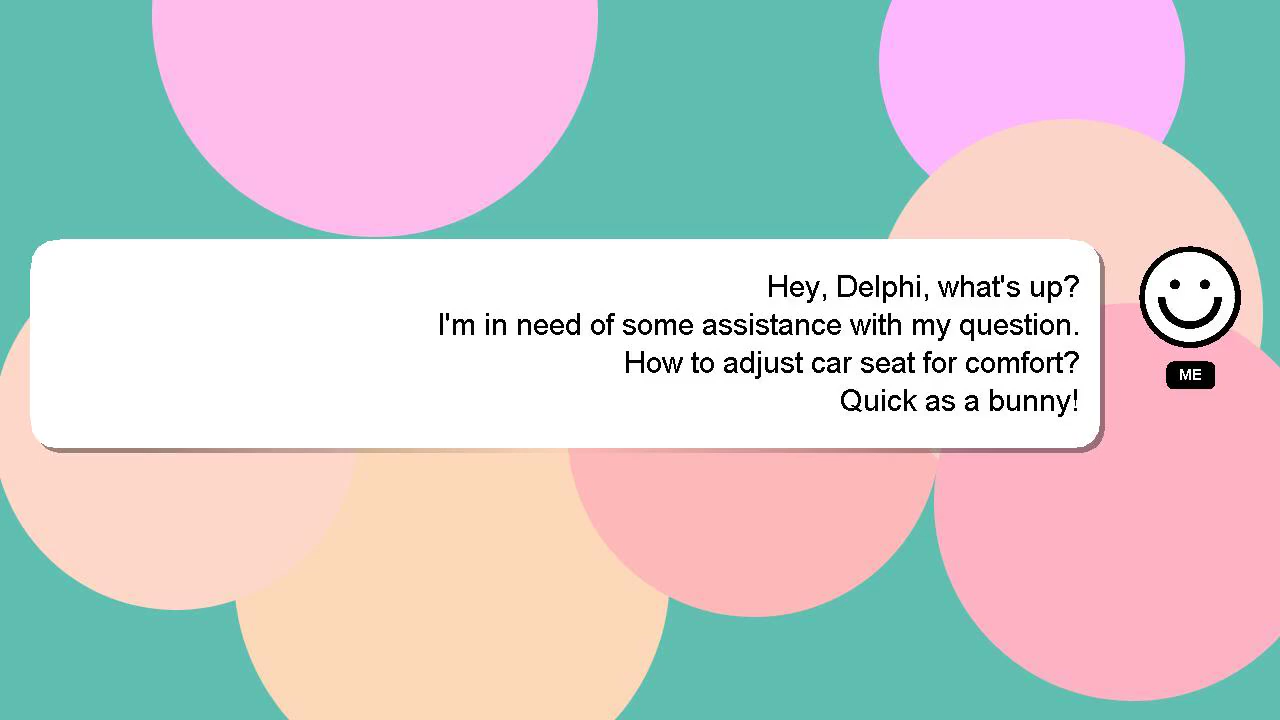 Hey, Delphi, what's up?
I'm in need of some assistance with my question.
How to adjust car seat for comfort?
Quick as a bunny!
ME